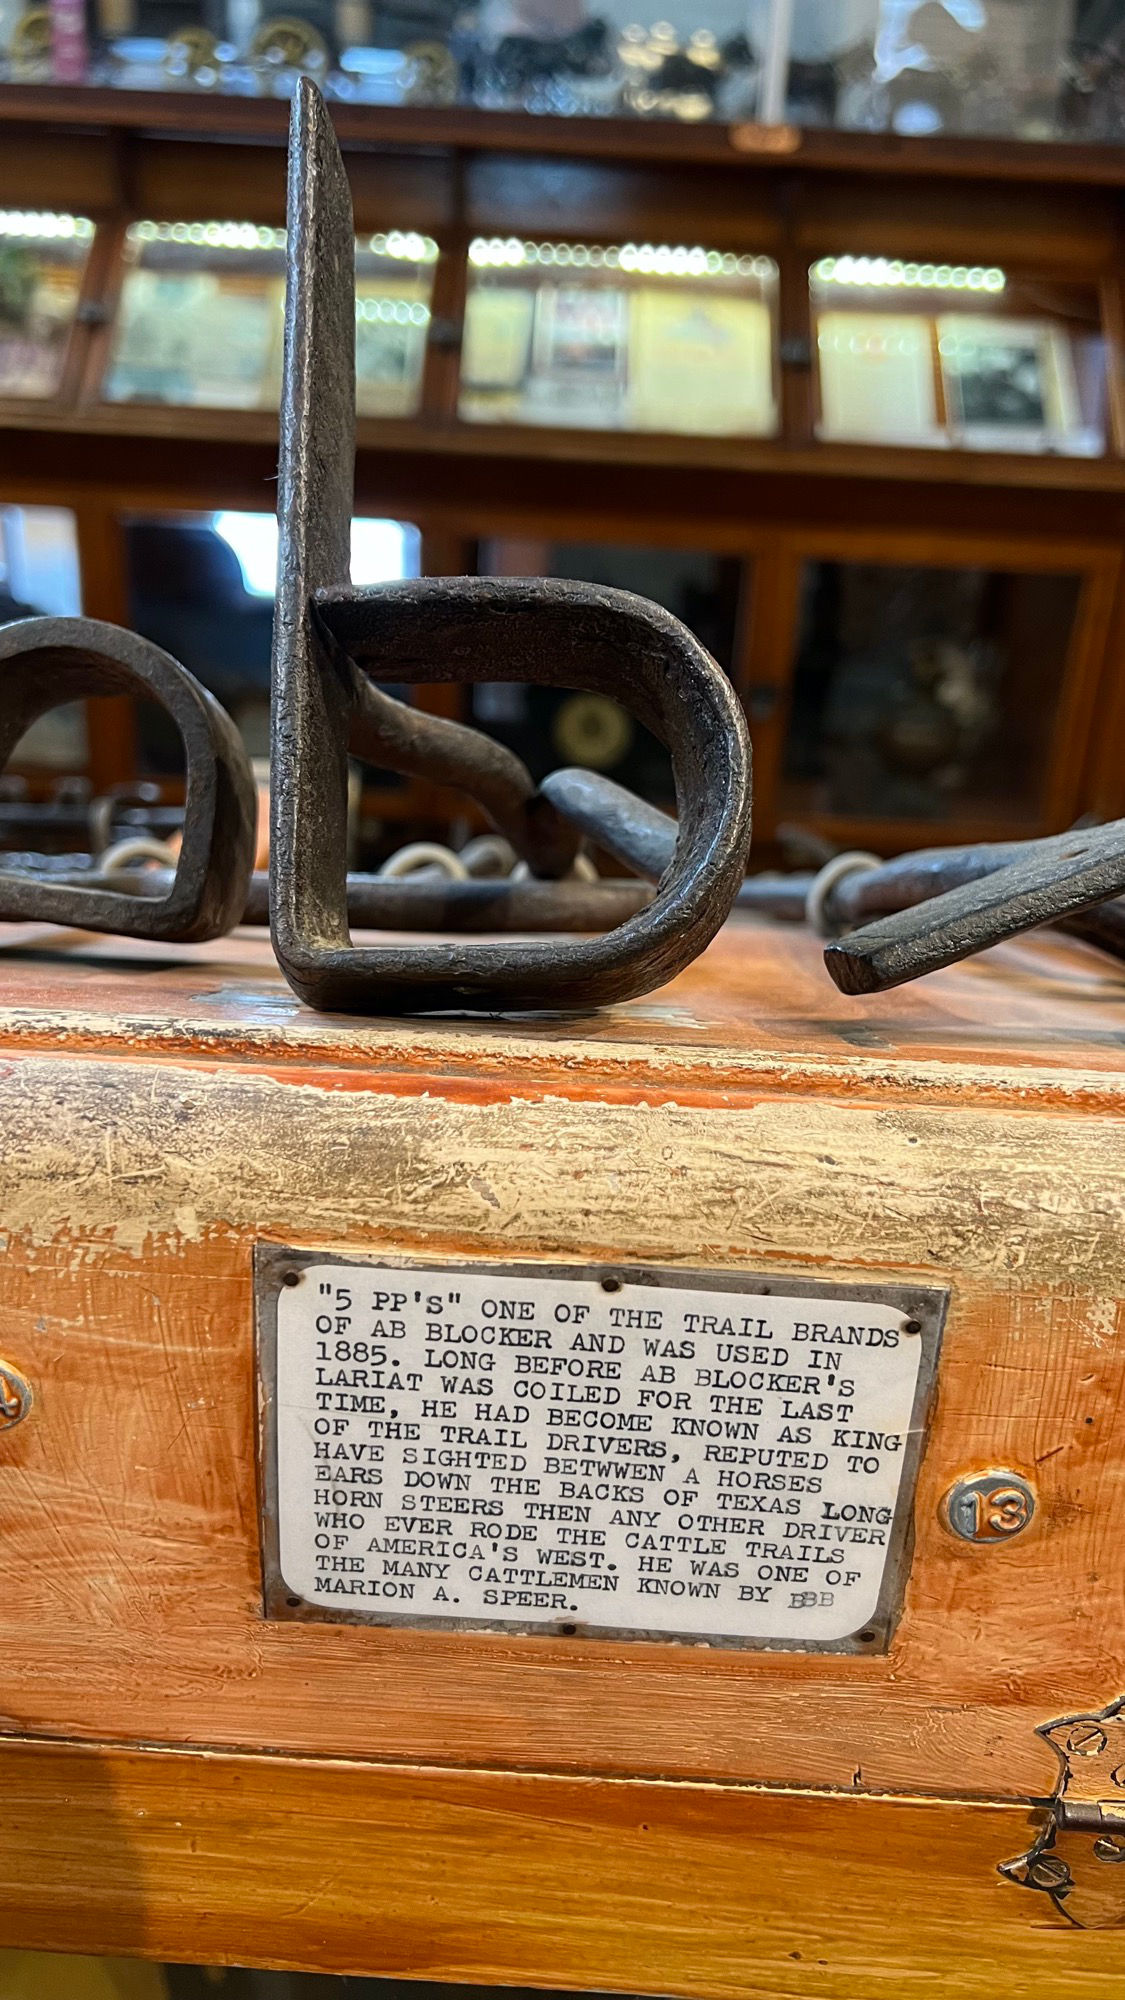 "5 PP'S" ONE OF THE TRAIL BRANDS
OF AB BLOCKER AND WAS USED IN
1885. LONG BEFORE AB BLOCKER'S
LARIAT WAS COILED FOR THE LAST
TIME, HE HAD BECOME KNOWN AS KING
OF THE TRAIL DRIVERS, REPUTED TO
HAVE SIGHTED BETWWEN A HORSES
EARS DOWN THE BACKS OF TEXAS LONG
HORN STEERS THEN ANY OTHER DRIVER
WHO EVER RODE THE CATTLE TRAILS
OF AMERICA'S WEST. HE WAS ONE OF
THE MANY CATTLEMEN KNOWN BY
MARION A. SPEER.
13